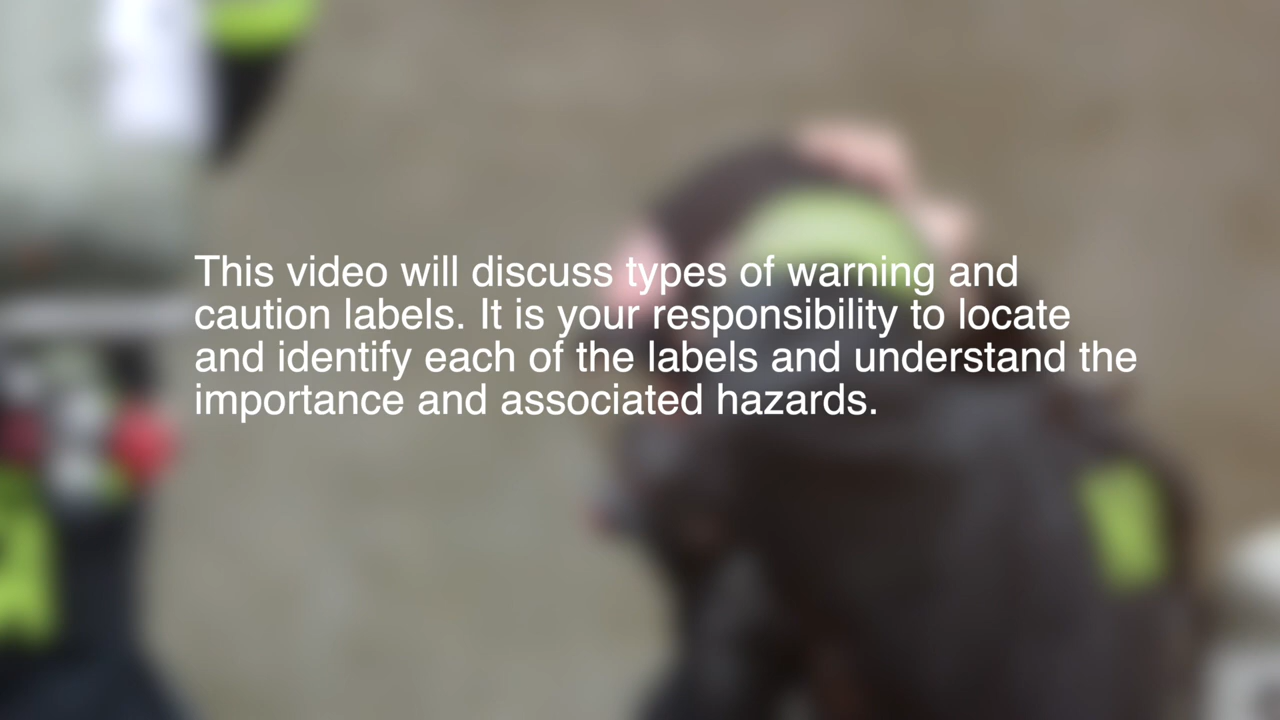 This video will discuss types of warning and
caution labels. It is your responsibility to locate
and identify each of the labels and understand the
importance and associated hazards.